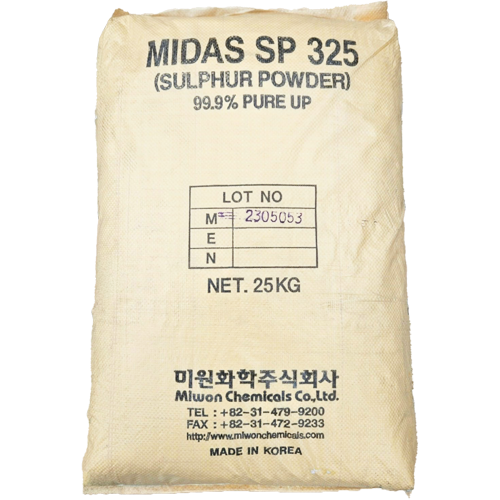 MIDAS SP 325
(SULPHUR POWDER)
99.9% PURE UP
LOT NO
M 2305053
E
N
NET. 25KG
미원화학주식회사
Miwon Chemicals Co.,Ltd.
TEL : +82-31-479-9200
FAX : +82-31-472-9233
http://www.miwonchemicals.com
MADE IN KOREA